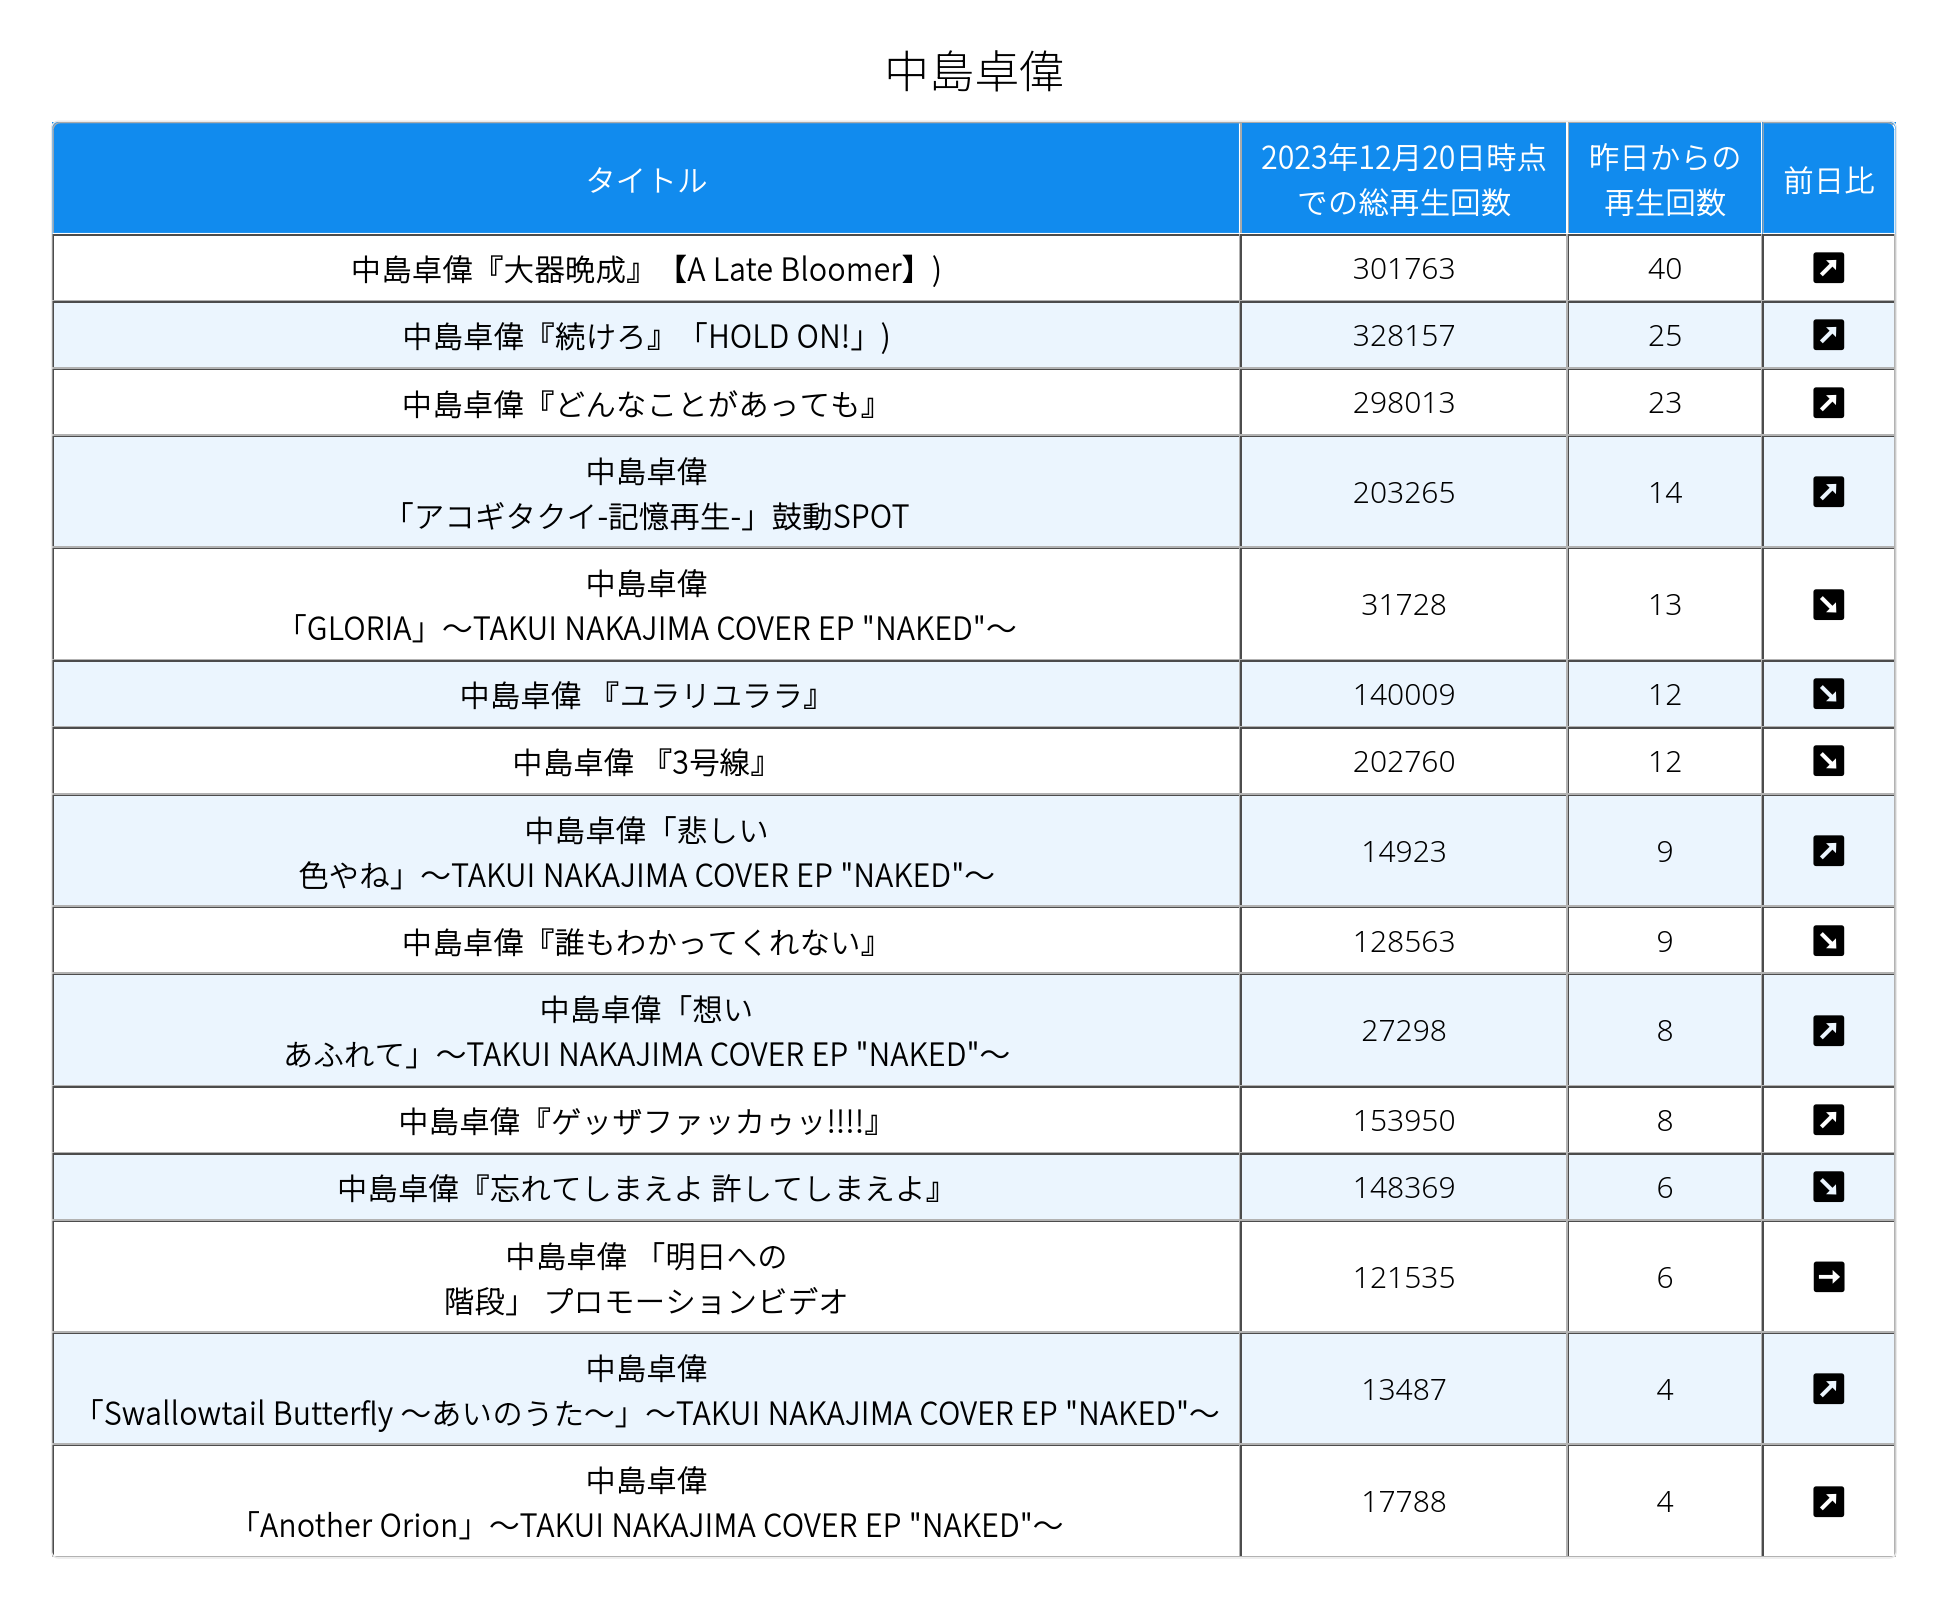 中島卓偉
タイトル
2023年12月20日時点
での総再生回数
昨日からの
再生回数
前日比
中島卓偉『大器晩成』【A Late Bloomer】)
301763
40
中島卓偉『続けろ』「HOLD ON!」)
328157
25
中島卓偉『どんなことがあっても』
298013
23
中島卓偉
「アコギタクイ-記憶再生-」鼓動SPOT
203265
14
中島卓偉
「GLORIA」～TAKUI NAKAJIMA COVER EP "NAKED"～
31728
13
中島卓偉 『ユラリユララ』
140009
12
中島卓偉 『3号線』
202760
12
中島卓偉「悲しい
色やね」～TAKUI NAKAJIMA COVER EP "NAKED"～
14923
9
中島卓偉『誰もわかってくれない』
128563
9
中島卓偉「想い
あふれて」～TAKUI NAKAJIMA COVER EP "NAKED"～
27298
8
中島卓偉『ゲッザファッカゥッ!!!!』
153950
8
中島卓偉『忘れてしまえよ 許してしまえよ』
148369
6
中島卓偉 「明日への
階段」 プロモーションビデオ
121535
6
中島卓偉
「Swallowtail Butterfly ～あいのうた～」～TAKUI NAKAJIMA COVER EP "NAKED"～
13487
4
中島卓偉
「Another Orion」～TAKUI NAKAJIMA COVER EP "NAKED"～
17788
4